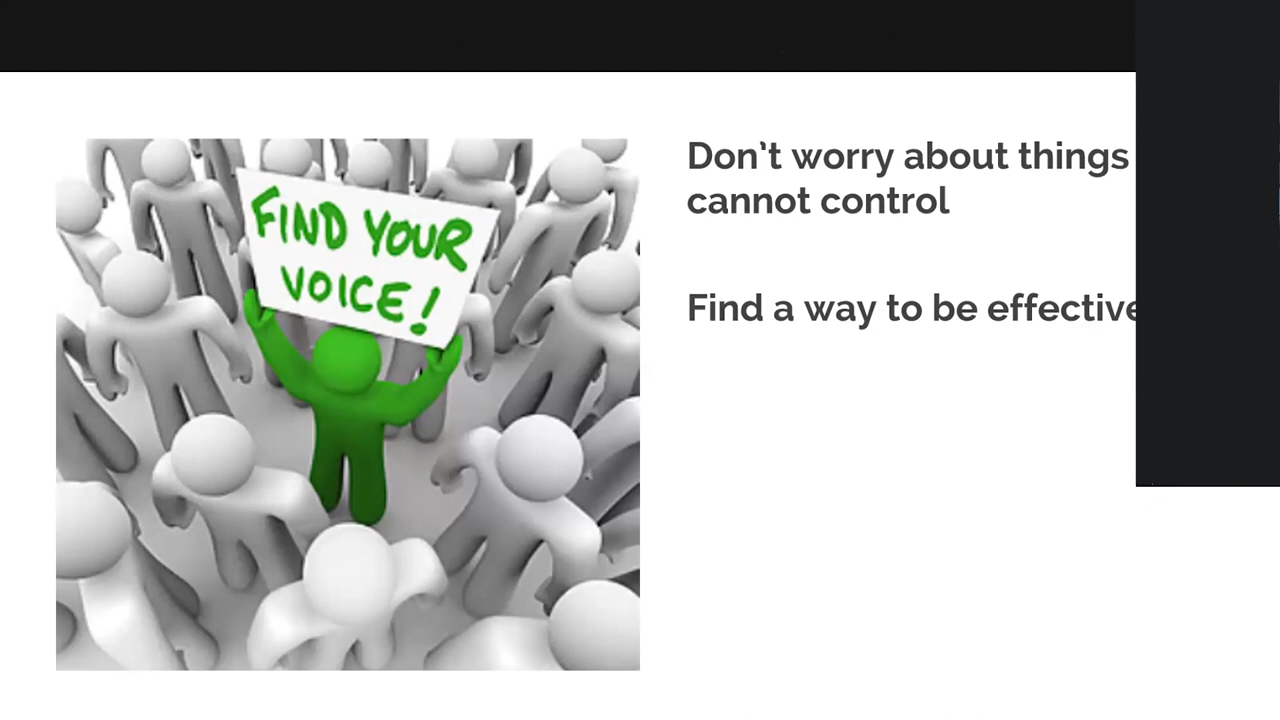 FIND YOUR
VOICE!
Don’t worry about things
cannot control
Find a way to be effective